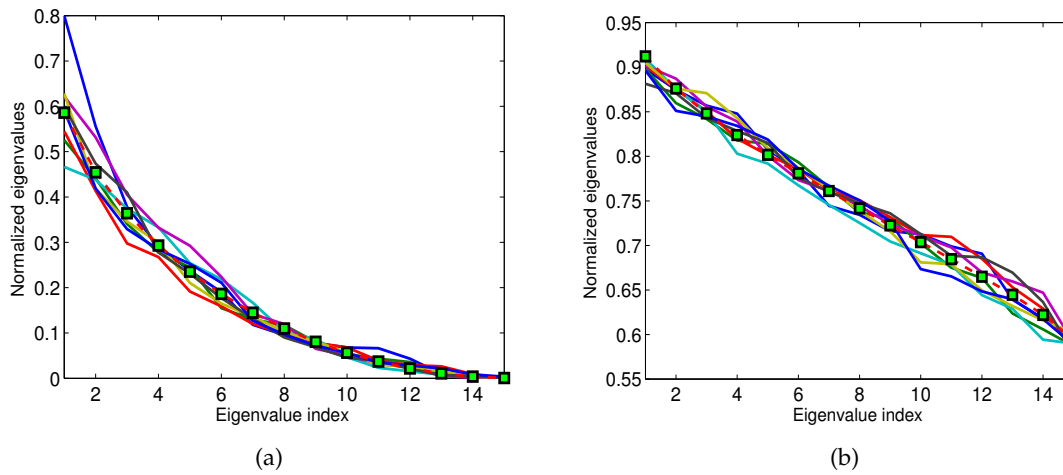 0.8
0.7
0.6
0.5
0.4
0.3
0.2
0.1
0
Normalized eigenvalues
2 4 6 8 10 12 14
Eigenvalue index
(a)
0.95
0.9
0.85
0.8
0.75
0.7
0.65
0.6
0.55
Normalized eigenvalues
2 4 6 8 10 12 14
Eigenvalue index
(b)